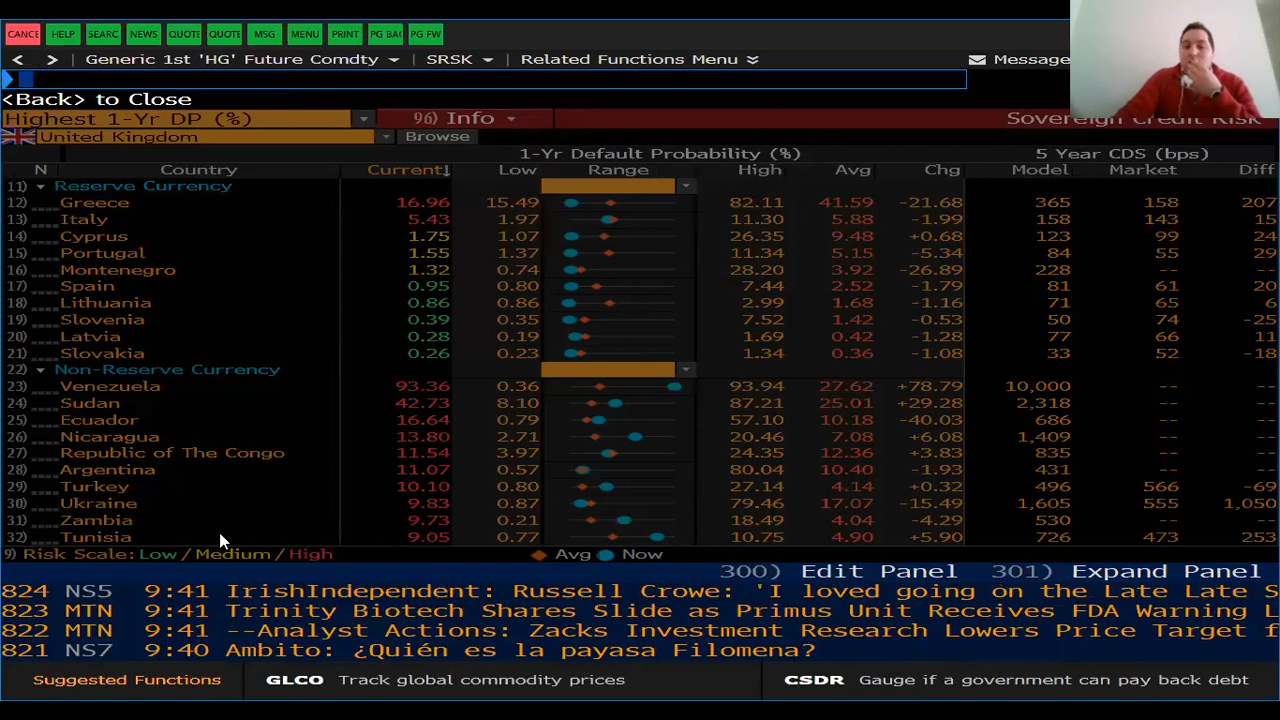 CANCE HELP SEARC NEWS QUOTE QUOTE MSG MENU PRINT PG BAC PG FW
< > Generic 1st 'HG' Future Comdty SRSK Related Functions Menu Message
<Back> to Close
Highest 1-Yr DP (%) 96) Info Sovereign Credit Risk
United Kingdom Browse
1-Yr Default Probability (%) 5 Year CDS (bps)
N Country Current↓ Low Range High Avg Chg Model Market Diff
11) Reserve Currency
12) Greece 16.96 15.49 82.11 41.59 -21.68 365 158 207
13) Italy 5.43 1.97 11.30 5.88 -1.99 158 143 15
14) Cyprus 1.75 1.07 26.35 9.48 +0.68 123 99 24
15) Portugal 1.55 1.37 11.34 5.15 -5.34 84 55 29
16) Montenegro 1.32 0.74 28.20 3.92 -26.89 228 -- --
17) Spain 0.95 0.80 7.44 2.52 -1.79 81 61 20
18) Lithuania 0.86 0.86 2.99 1.68 -1.16 71 65 6
19) Slovenia 0.39 0.35 7.52 1.42 -0.53 50 74 -25
20) Latvia 0.28 0.19 1.69 0.42 -1.28 77 66 11
21) Slovakia 0.26 0.23 1.34 0.36 -1.08 33 52 -18
22) Non-Reserve Currency
23) Venezuela 93.36 0.36 93.94 27.62 +78.79 10,000 -- --
24) Sudan 42.73 8.10 87.21 25.01 +29.28 2,318 -- --
25) Ecuador 16.64 0.79 57.10 10.18 -40.03 686 -- --
26) Nicaragua 13.80 2.71 20.46 7.08 +6.08 1,409 -- --
27) Republic of The Congo 11.54 3.97 24.35 12.36 +3.83 835 -- --
28) Argentina 11.07 0.57 80.04 10.40 -1.93 431 -- --
29) Turkey 10.10 0.80 27.14 4.14 +0.32 496 566 -69
30) Ukraine 9.83 0.87 79.46 17.07 -15.49 1,605 555 1,050
31) Zambia 9.73 0.21 18.49 4.04 -4.29 530 -- --
32) Tunisia 9.05 0.77 10.75 4.90 +5.90 726 473 253
9) Risk Scale: Low / Medium / High Avg Now
300) Edit Panel 301) Expand Panel
824 NS5 9:41 IrishIndependent: Russell Crowe: 'I loved going on the Late Late S
823 MTN 9:41 Trinity Biotech Shares Slide as Primus Unit Receives FDA Warning L
822 MTN 9:41 --Analyst Actions: Zacks Investment Research Lowers Price Target f
821 NS7 9:40 Ambito: ¿Quién es la payasa Filomena?
Suggested Functions GLCO Track global commodity prices CSDR Gauge if a government can pay back debt